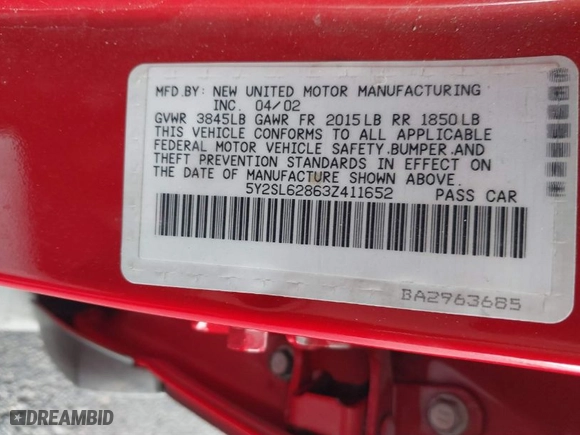 MFD.BY: NEW UNITED MOTOR MANUFACTURING
INC. 04/02
GVWR 3845LB GAWR FR 2015LB RR 1850LB
THIS VEHICLE CONFORMS TO ALL APPLICABLE
FEDERAL MOTOR VEHICLE SAFETY,BUMPER,AND
THEFT PREVENTION STANDARDS IN EFFECT ON
THE DATE OF MANUFACTURE SHOWN ABOVE.
5Y2SL62863Z411652 PASS CAR
BA2963685
DREAMBID